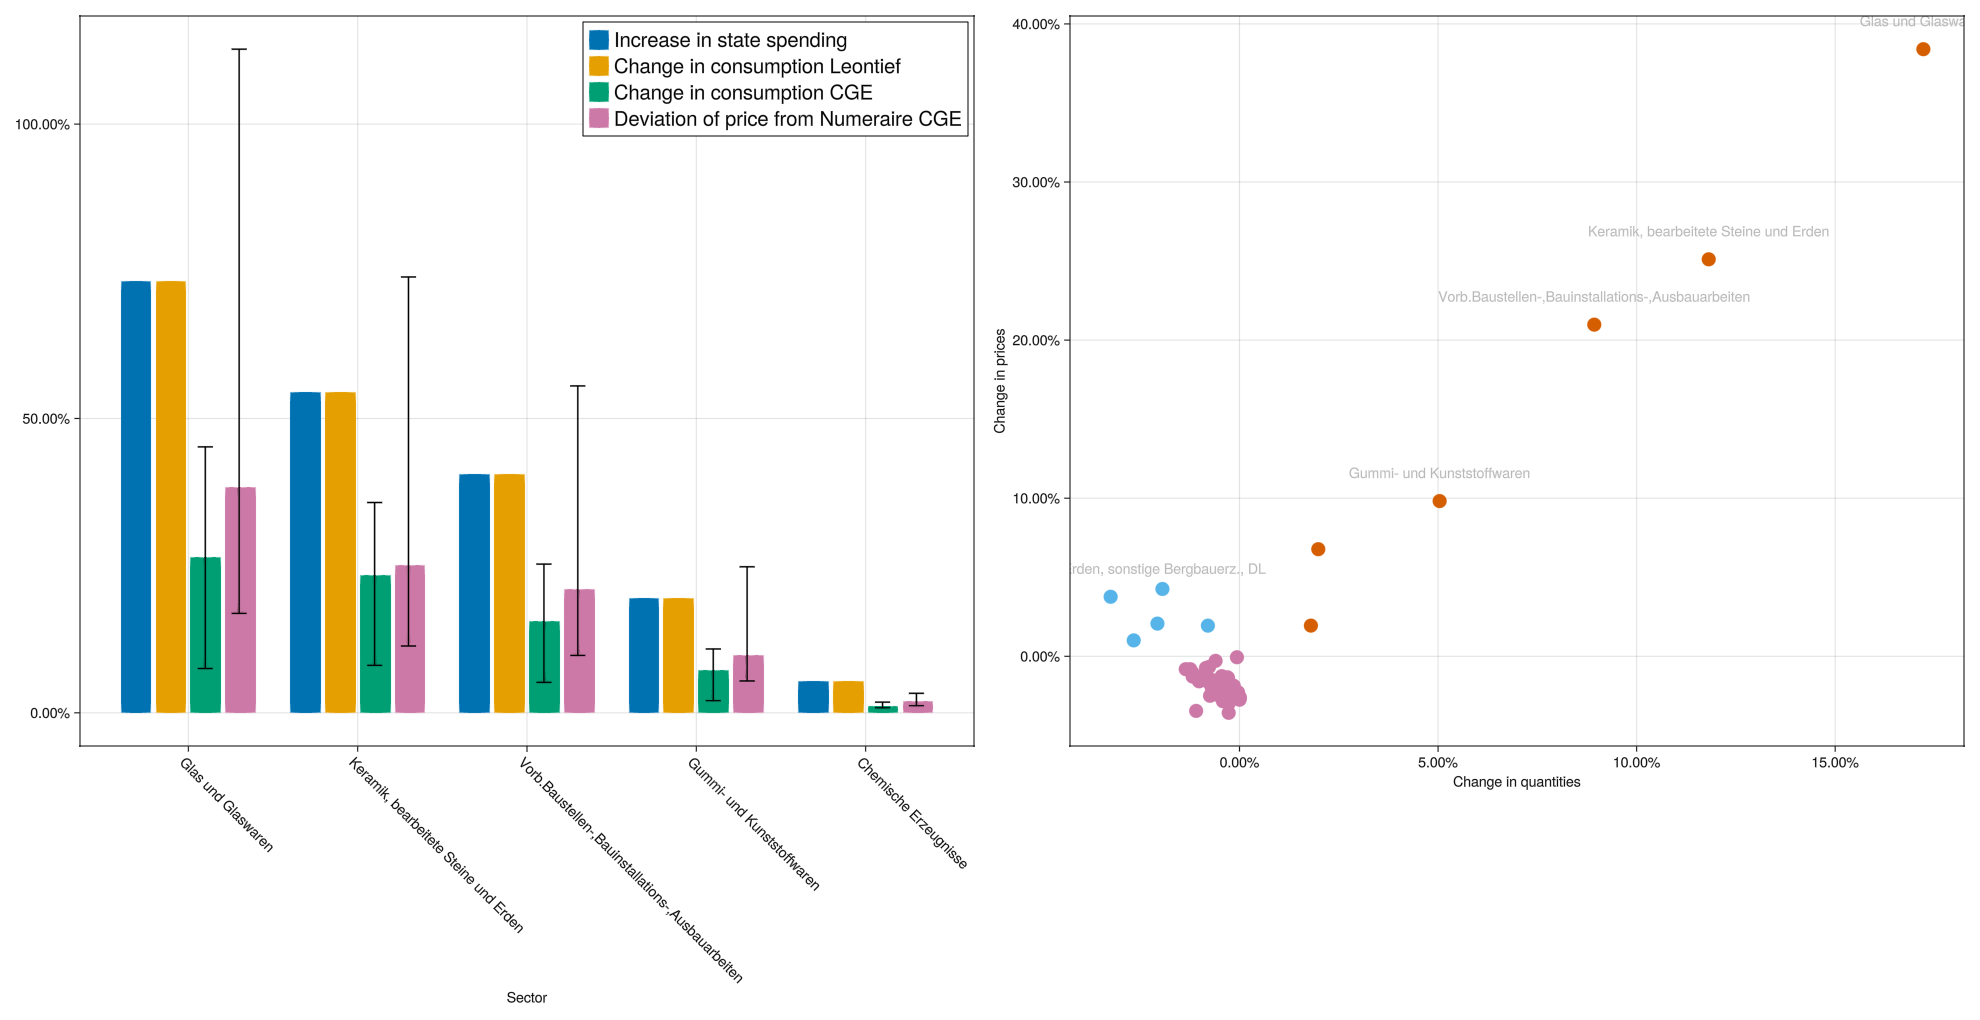 Increase in state spending
Change in consumption Leontief
Change in consumption CGE
Deviation of price from Numeraire CGE
100.00%
50.00%
0.00%
Glas und Glaswaren
Keramik, bearbeitete Steine und Erden
Vorb.Baustellen-,Bauinstallations-,Ausbauarbeiten
Gummi- und Kunststoffwaren
Chemische Erzeugnisse
Sector
Change in prices
40.00%
30.00%
20.00%
10.00%
0.00%
Glas und Glaswa
Keramik, bearbeitete Steine und Erden
Vorb.Baustellen-,Bauinstallations-,Ausbauarbeiten
Gummi- und Kunststoffwaren
rden, sonstige Bergbauerz., DL
0.00%
5.00%
10.00%
15.00%
Change in quantities